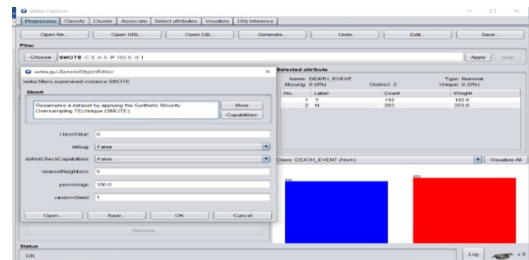 Weka Explorer
Preprocess Classify Cluster Associate Select attributes Visualize DHJ Inference
Open file... Open URL... Open DB... Generate... Undo Edit... Save...
Filter
Choose SMOTE -C 0 -K 5 -P 100.0 -S 1 Apply Stop
weka.gui.GenericObjectEditor
weka.filters.supervised.instance.SMOTE
About
Resamples a dataset by applying the Synthetic Minority
Oversampling TEchnique (SMOTE).
More
Capabilities
classValue 0
debug False
doNotCheckCapabilities False
nearestNeighbors 5
percentage 100.0
randomSeed 1
Open... Save... OK Cancel
Remove
Selected attribute
Name: DEATH_EVENT Type: Nominal
Missing: 0 (0%) Distinct: 2 Unique: 0 (0%)
No. Label Count Weight
1 Y 192 192.0
2 N 203 203.0
Class: DEATH_EVENT (Nom) Visualize All
Status
OK
Log x 0